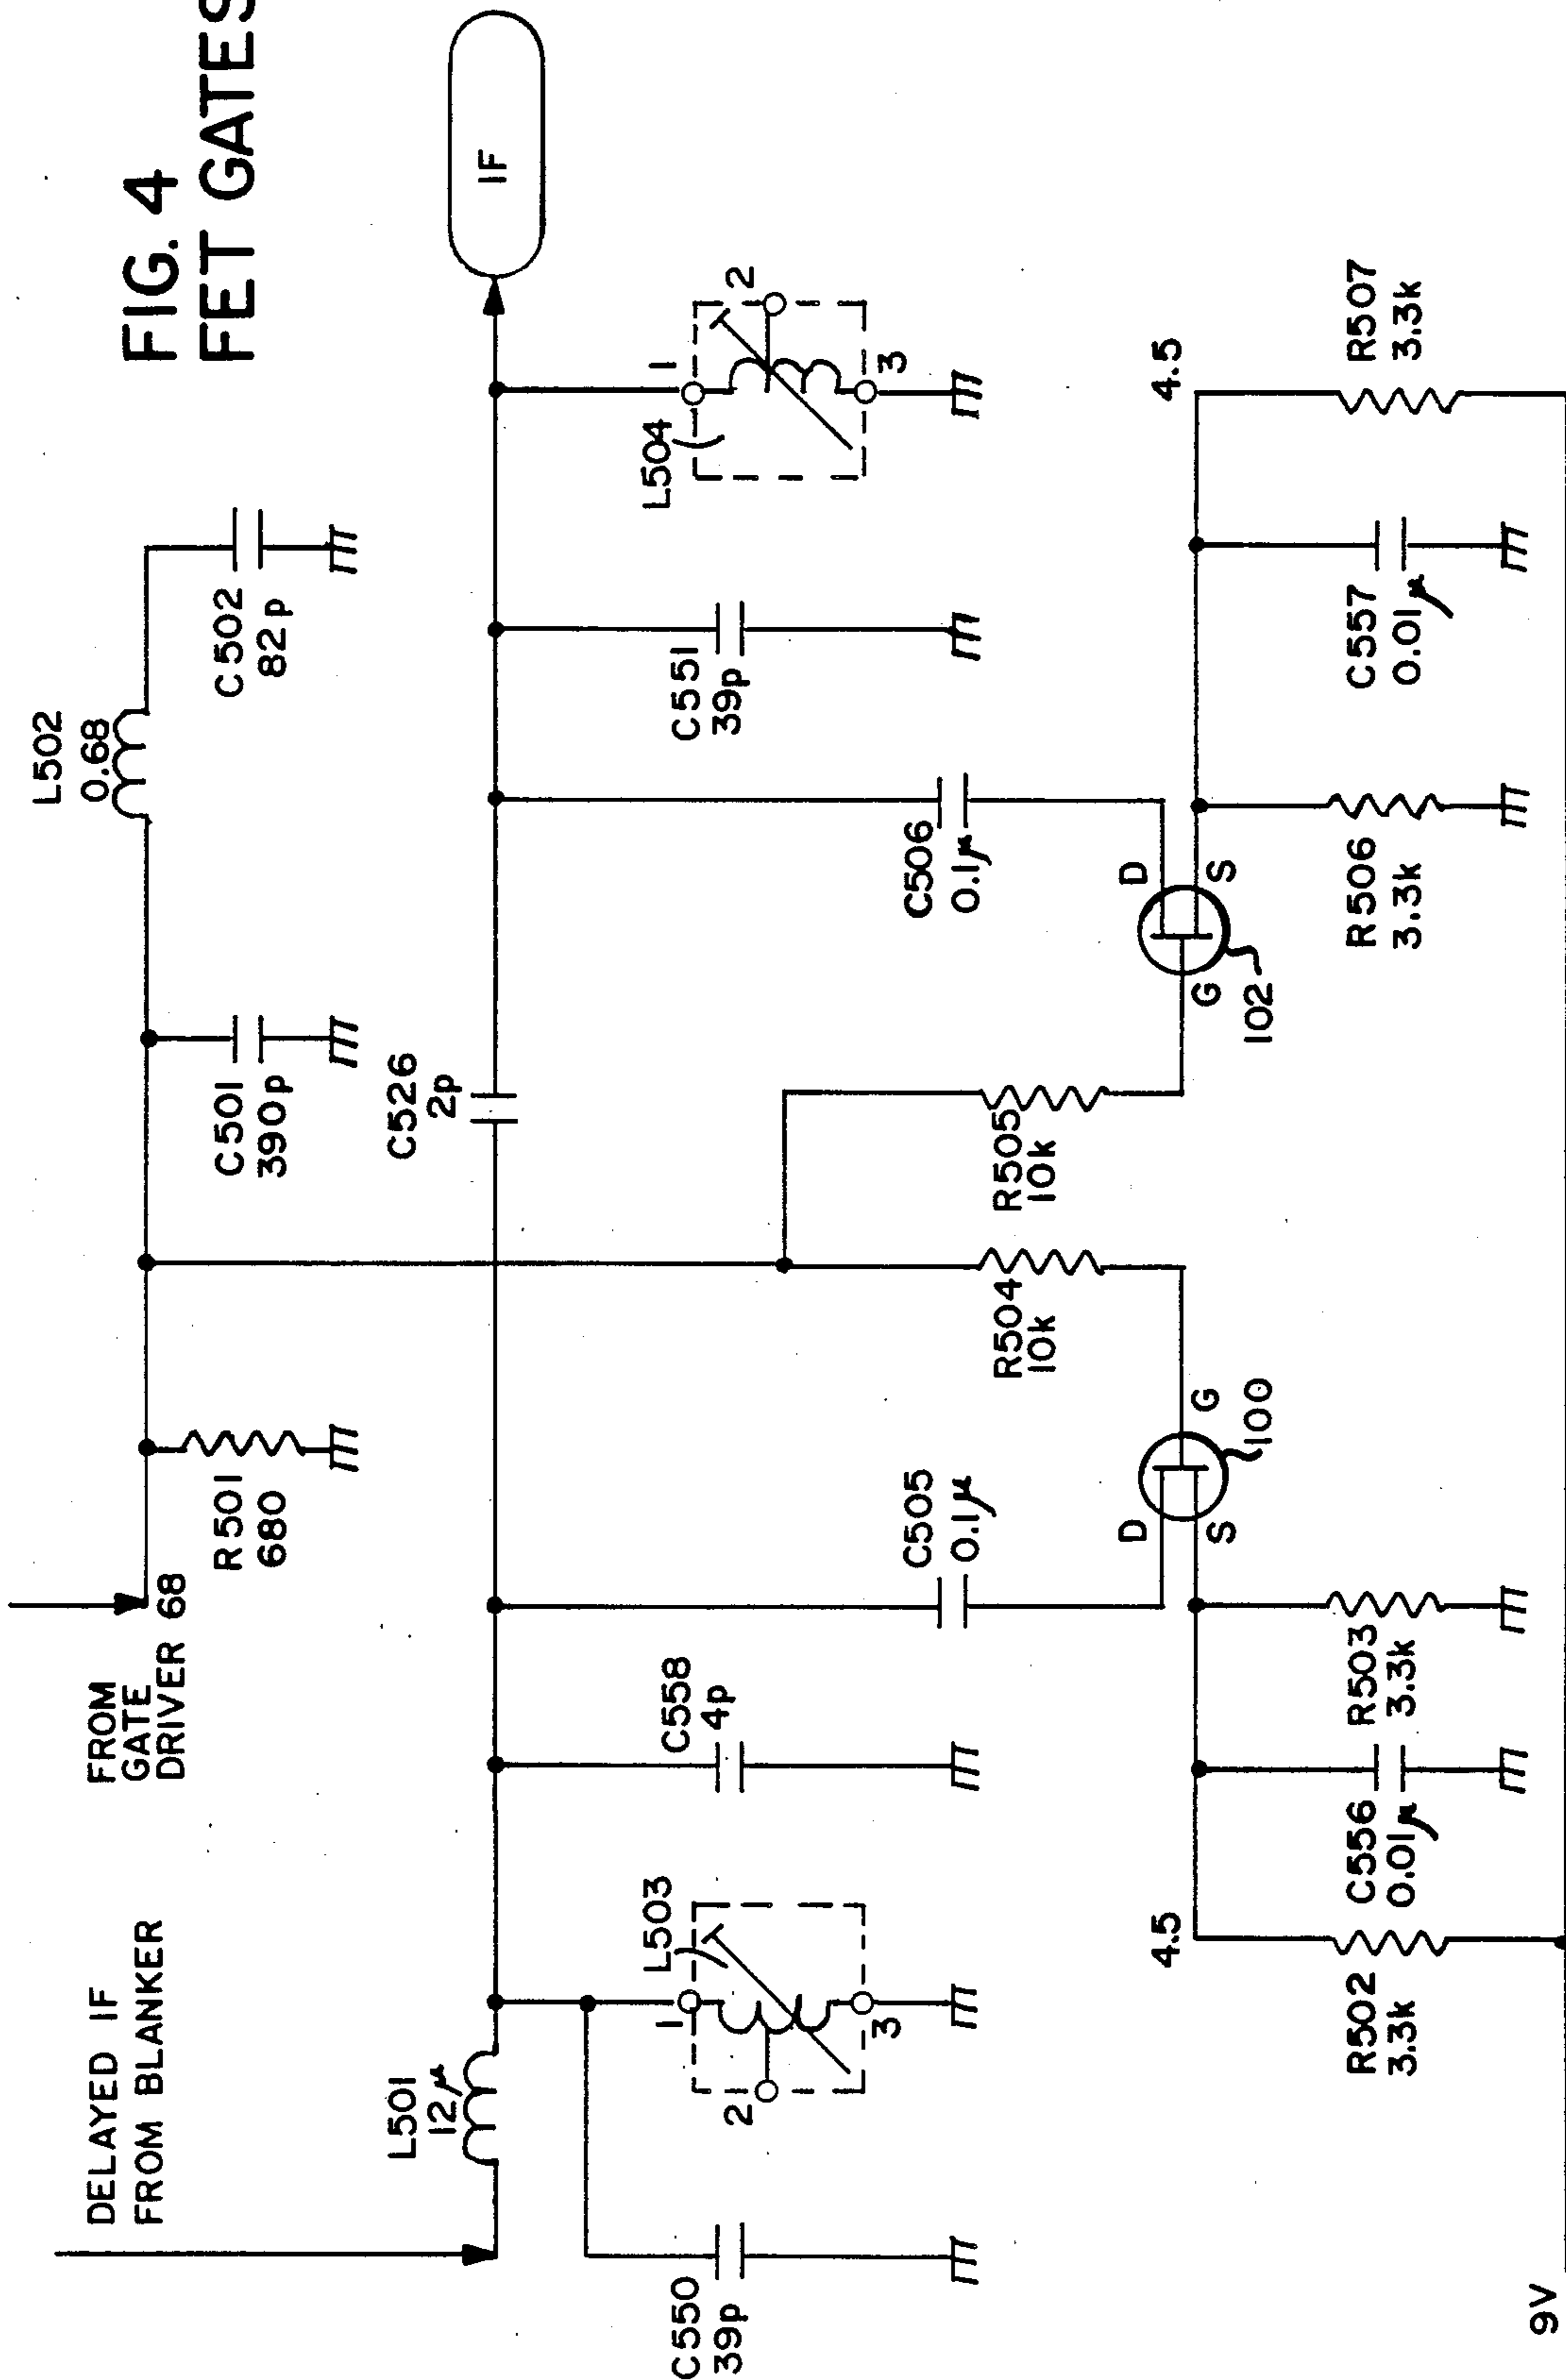 FIG. 4
FET GATES
L502
0.68
C502
82p
C501
390p
R501
680
FROM
GATE
DRIVER 68
DELAYED IF
FROM BLANKER
IF
C526
2p
L501
12μ
L504
1
2
3
C551
39p
C506
0.1μ
R505
10k
R504
10k
C505
0.1μ
C558
4p
L503
1
2
3
C550
39p
D
S
G
102
G
100
D
S
4.5
R507
3.3k
C557
0.01μ
R506
3.3k
R503
3.3k
C556
0.01μ
4.5
R502
3.3k
9V